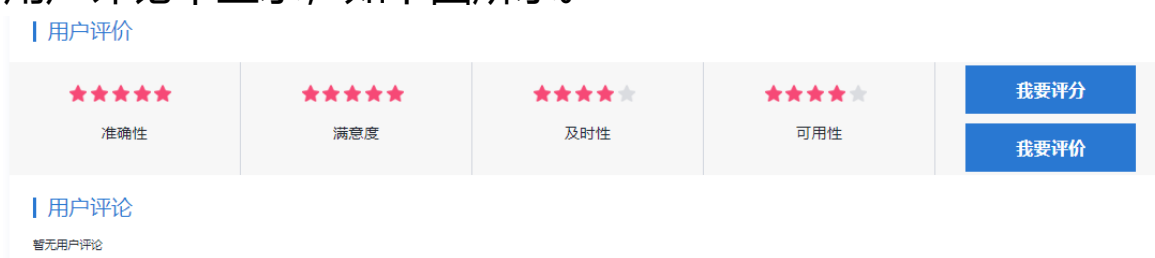 用户评价
准确性
满意度
及时性
可用性
我要评分
我要评价
用户评论
暂无用户评论